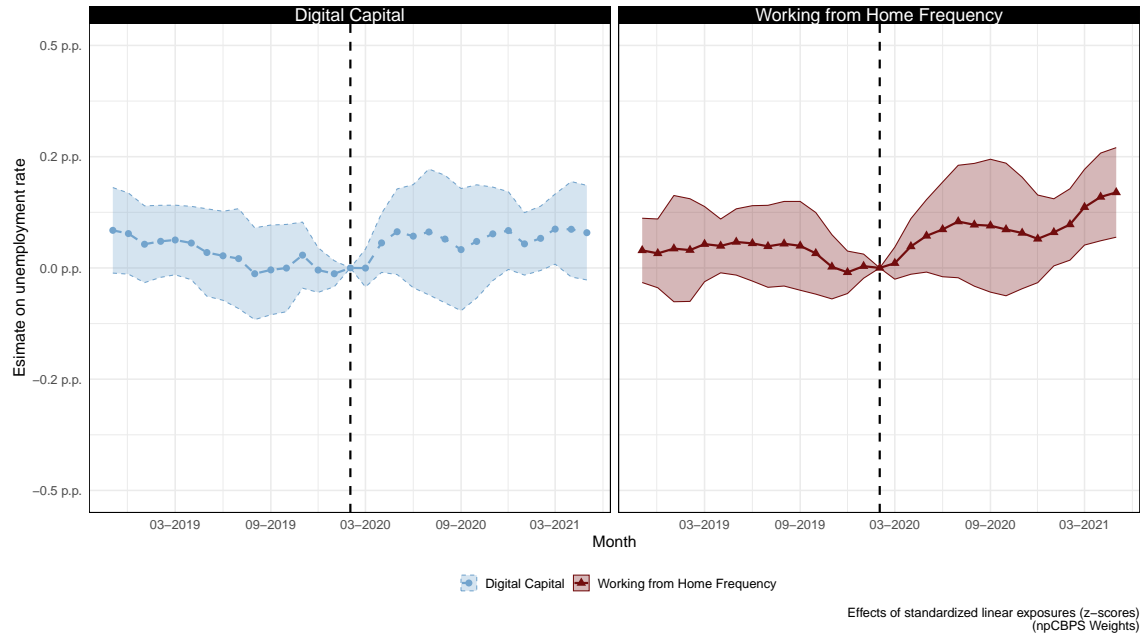 Digital Capital
Working from Home Frequency
Esimate on unemployment rate
0.5 p.p.
0.2 p.p.
0.0 p.p.
−0.2 p.p.
−0.5 p.p.
03−2019 09−2019 03−2020 09−2020 03−2021
03−2019 09−2019 03−2020 09−2020 03−2021
Month
Digital Capital Working from Home Frequency
Effects of standardized linear exposures (z−scores)
(npCBPS Weights)